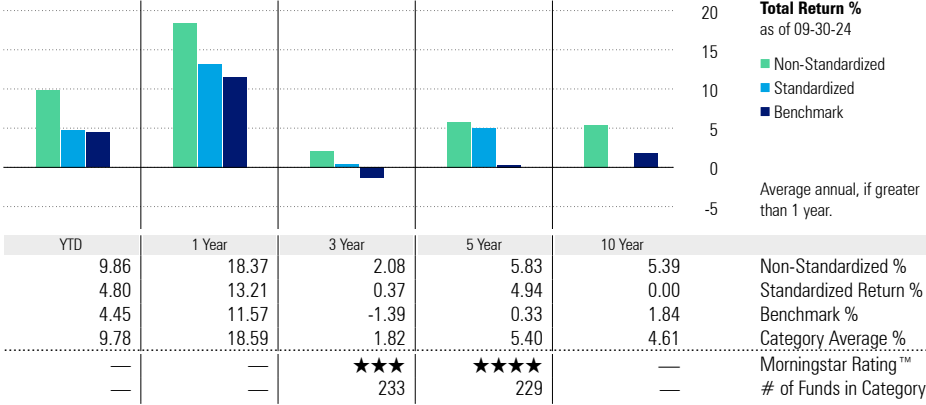 20
15
10
5
0
-5
Total Return %
as of 09-30-24
Non-Standardized
Standardized
Benchmark
Average annual, if greater
than 1 year.
YTD 1 Year 3 Year 5 Year 10 Year
9.86 18.37 2.08 5.83 5.39 Non-Standardized %
4.80 13.21 0.37 4.94 0.00 Standardized Return %
4.45 11.57 -1.39 0.33 1.84 Benchmark %
9.78 18.59 1.82 5.40 4.61 Category Average %
— — ★★★ ★★★★ — Morningstar Rating™
— — 233 229 — # of Funds in Category